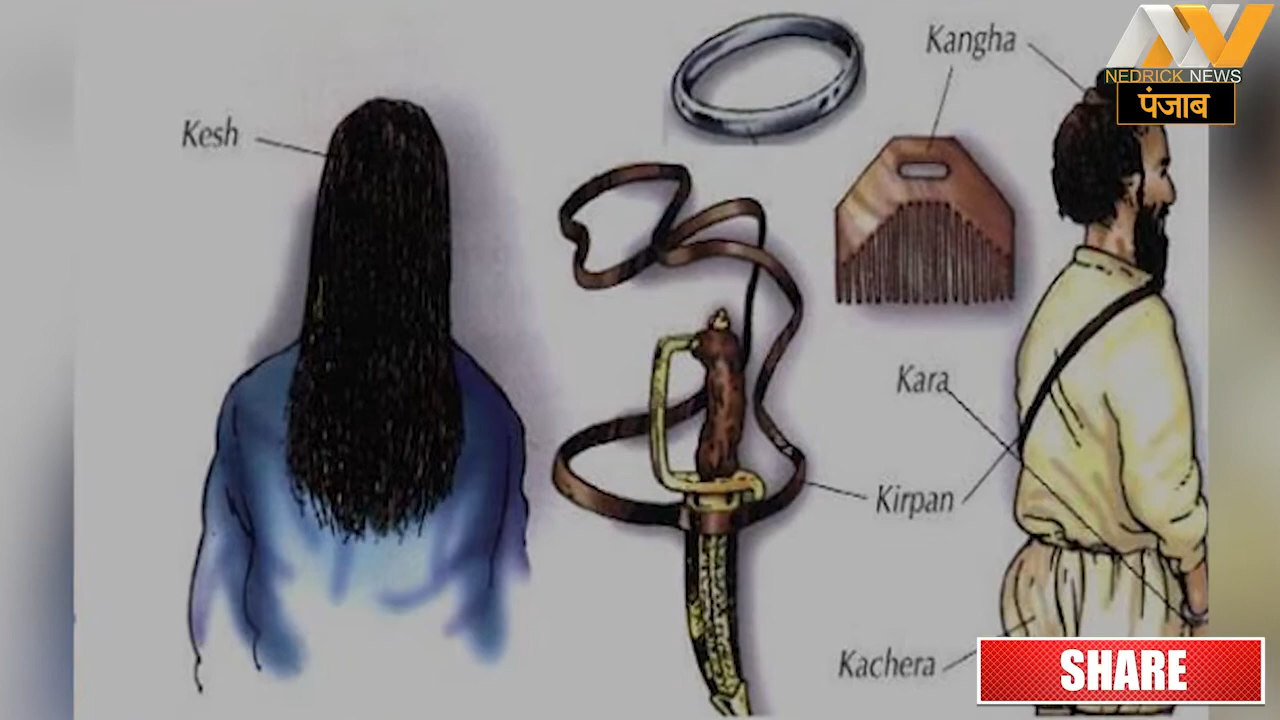 Kangha
NEDRICK NEWS
पंजाब
Kesh
Kara
Kirpan
Kachera
SHARE